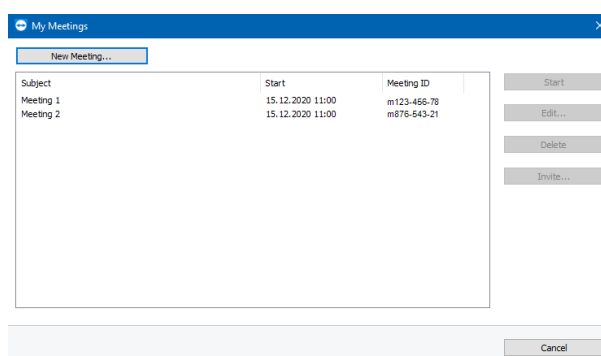 My Meetings
New Meeting...
Subject Start Meeting ID
Meeting 1 15.12.2020 11:00 m123-456-78
Meeting 2 15.12.2020 11:00 m876-543-21
Start
Edit...
Delete
Invite...
Cancel